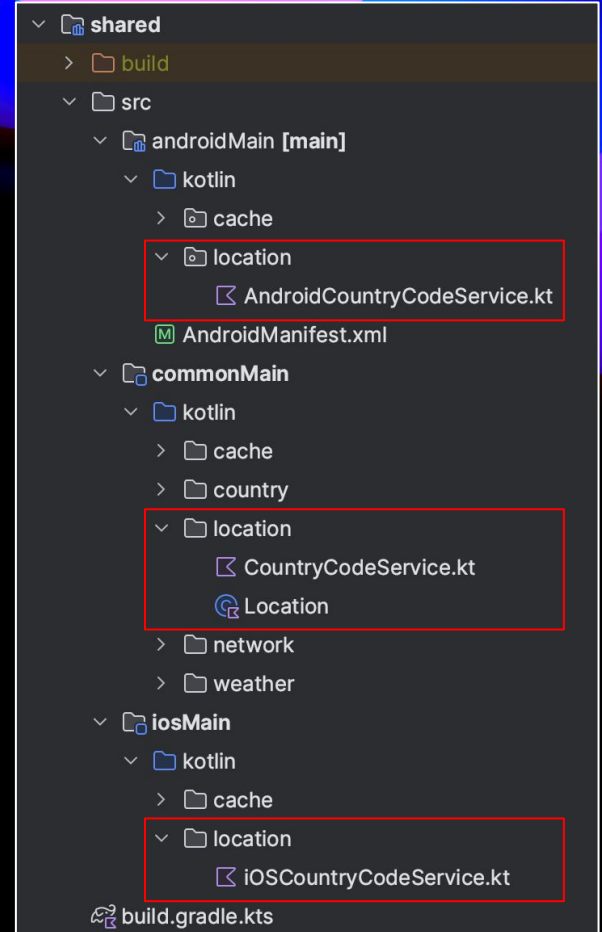 shared
build
src
androidMain [main]
kotlin
cache
location
AndroidCountryCodeService.kt
M AndroidManifest.xml
commonMain
kotlin
cache
country
location
CountryCodeService.kt
Location
network
weather
iosMain
kotlin
cache
location
iOSCountryCodeService.kt
build.gradle.kts